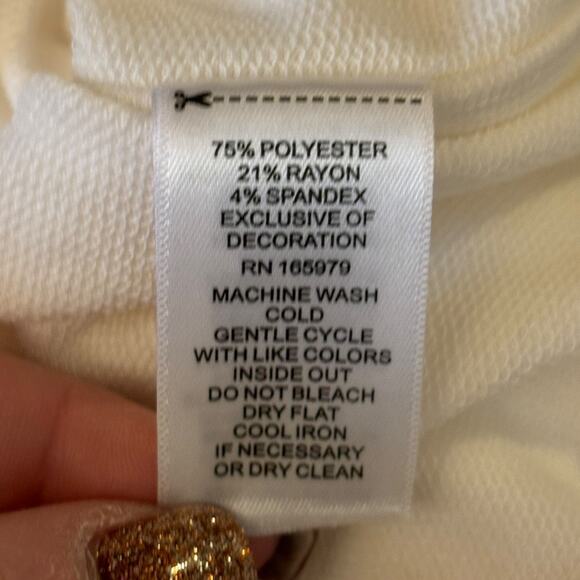 75% POLYESTER
21% RAYON
4% SPANDEX
EXCLUSIVE OF
DECORATION
RN 165979
MACHINE WASH
COLD
GENTLE CYCLE
WITH LIKE COLORS
INSIDE OUT
DO NOT BLEACH
DRY FLAT
COOL IRON
IF NECESSARY
OR DRY CLEAN